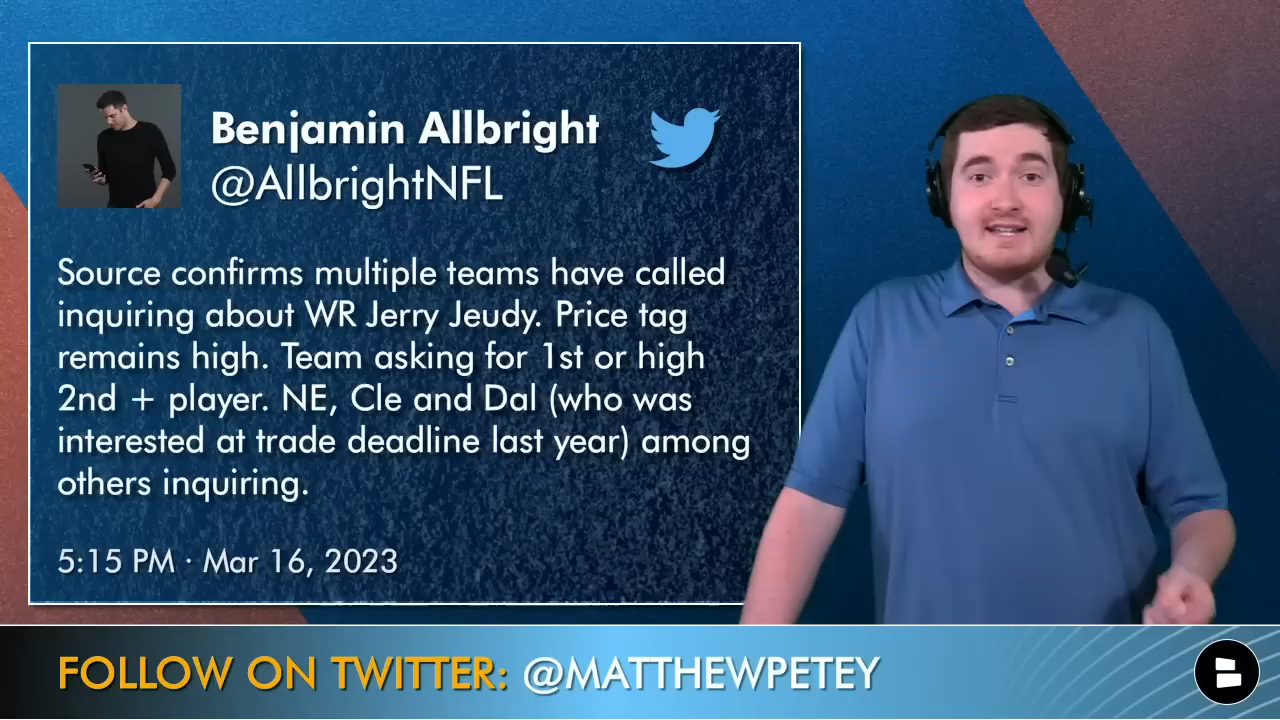 Benjamin Allbright
@AllbrightNFL
Source confirms multiple teams have called
inquiring about WR Jerry Jeudy. Price tag
remains high. Team asking for 1st or high
2nd + player. NE, Cle and Dal (who was
interested at trade deadline last year) among
others inquiring.
5:15 PM · Mar 16, 2023
FOLLOW ON TWITTER: @MATTHEWPETEY